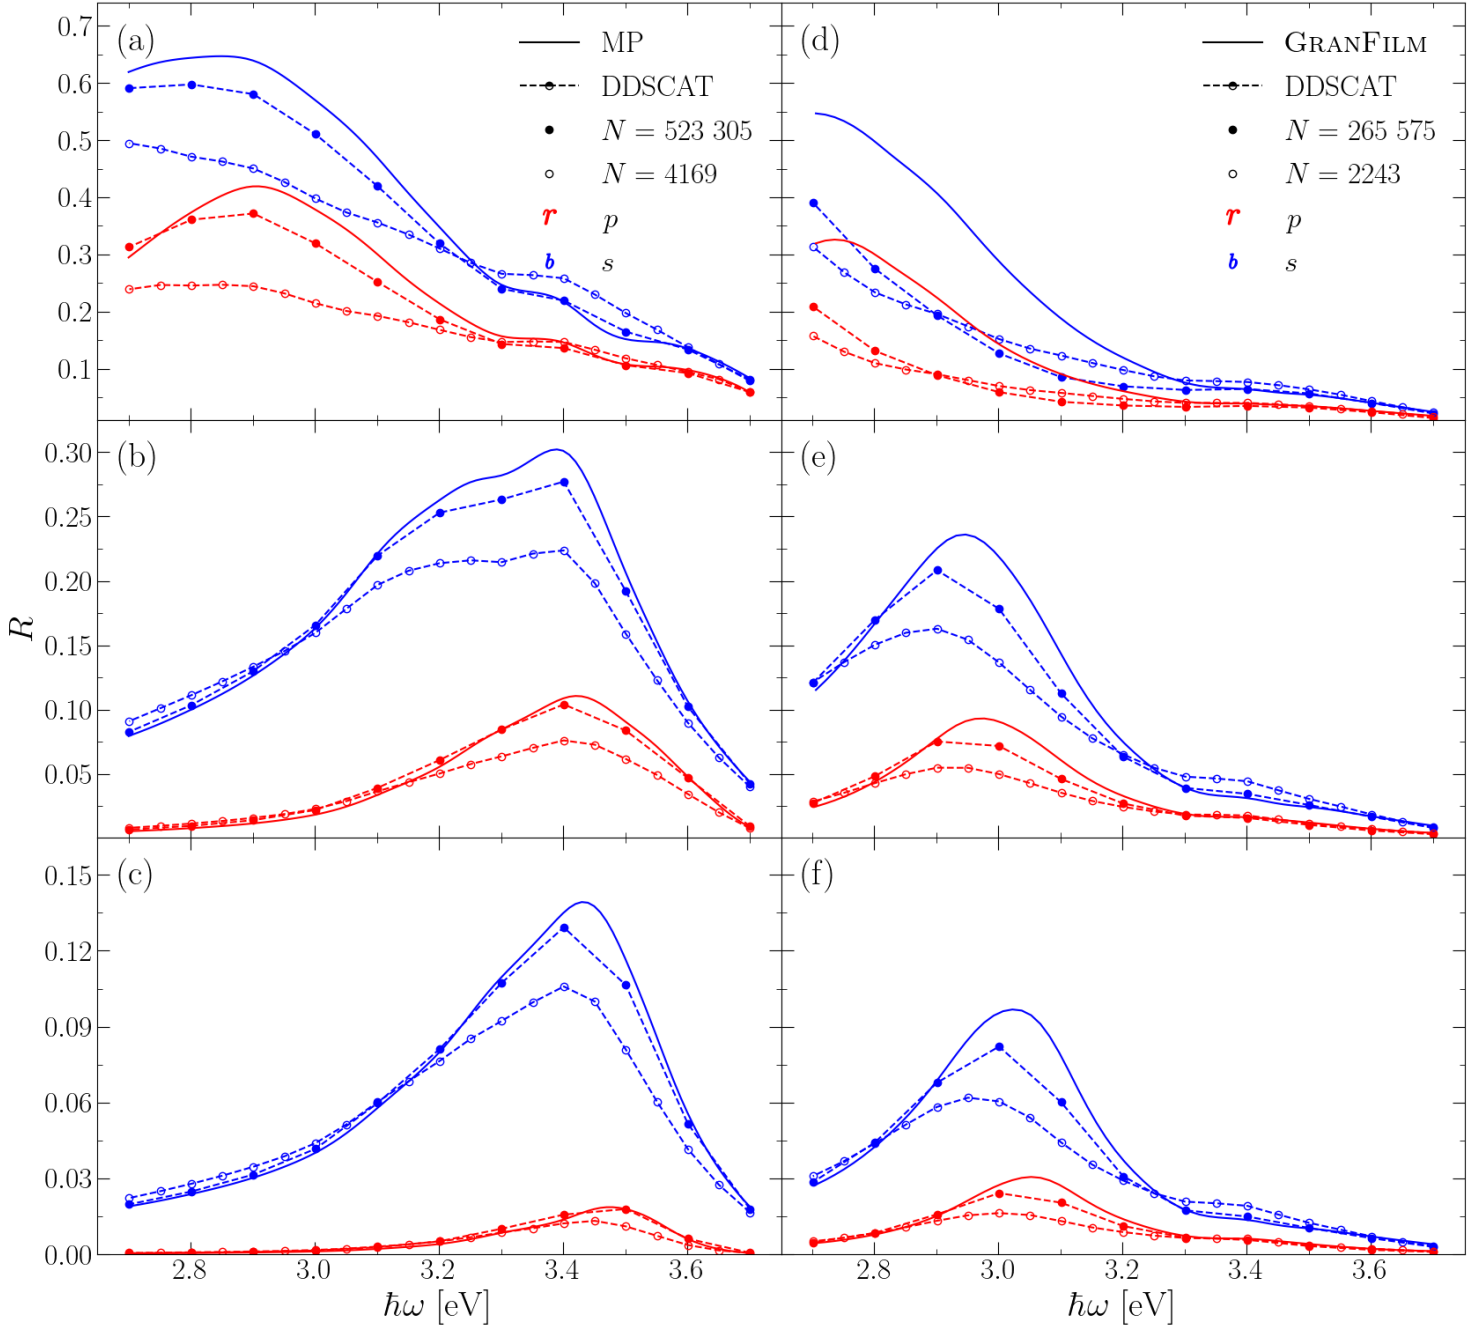 (a)
MP
DDSCAT
N = 523 305
N = 4169
r p
b s
0.7
0.6
0.5
0.4
0.3
0.2
0.1
(d)
GRANFILM
DDSCAT
N = 265 575
N = 2243
r p
b s
(b)
0.30
0.25
0.20
0.15
0.10
0.05
R
(e)
(c)
0.15
0.12
0.09
0.06
0.03
0.00
(f)
2.8 3.0 3.2 3.4 3.6
2.8 3.0 3.2 3.4 3.6
ħω [eV]
ħω [eV]